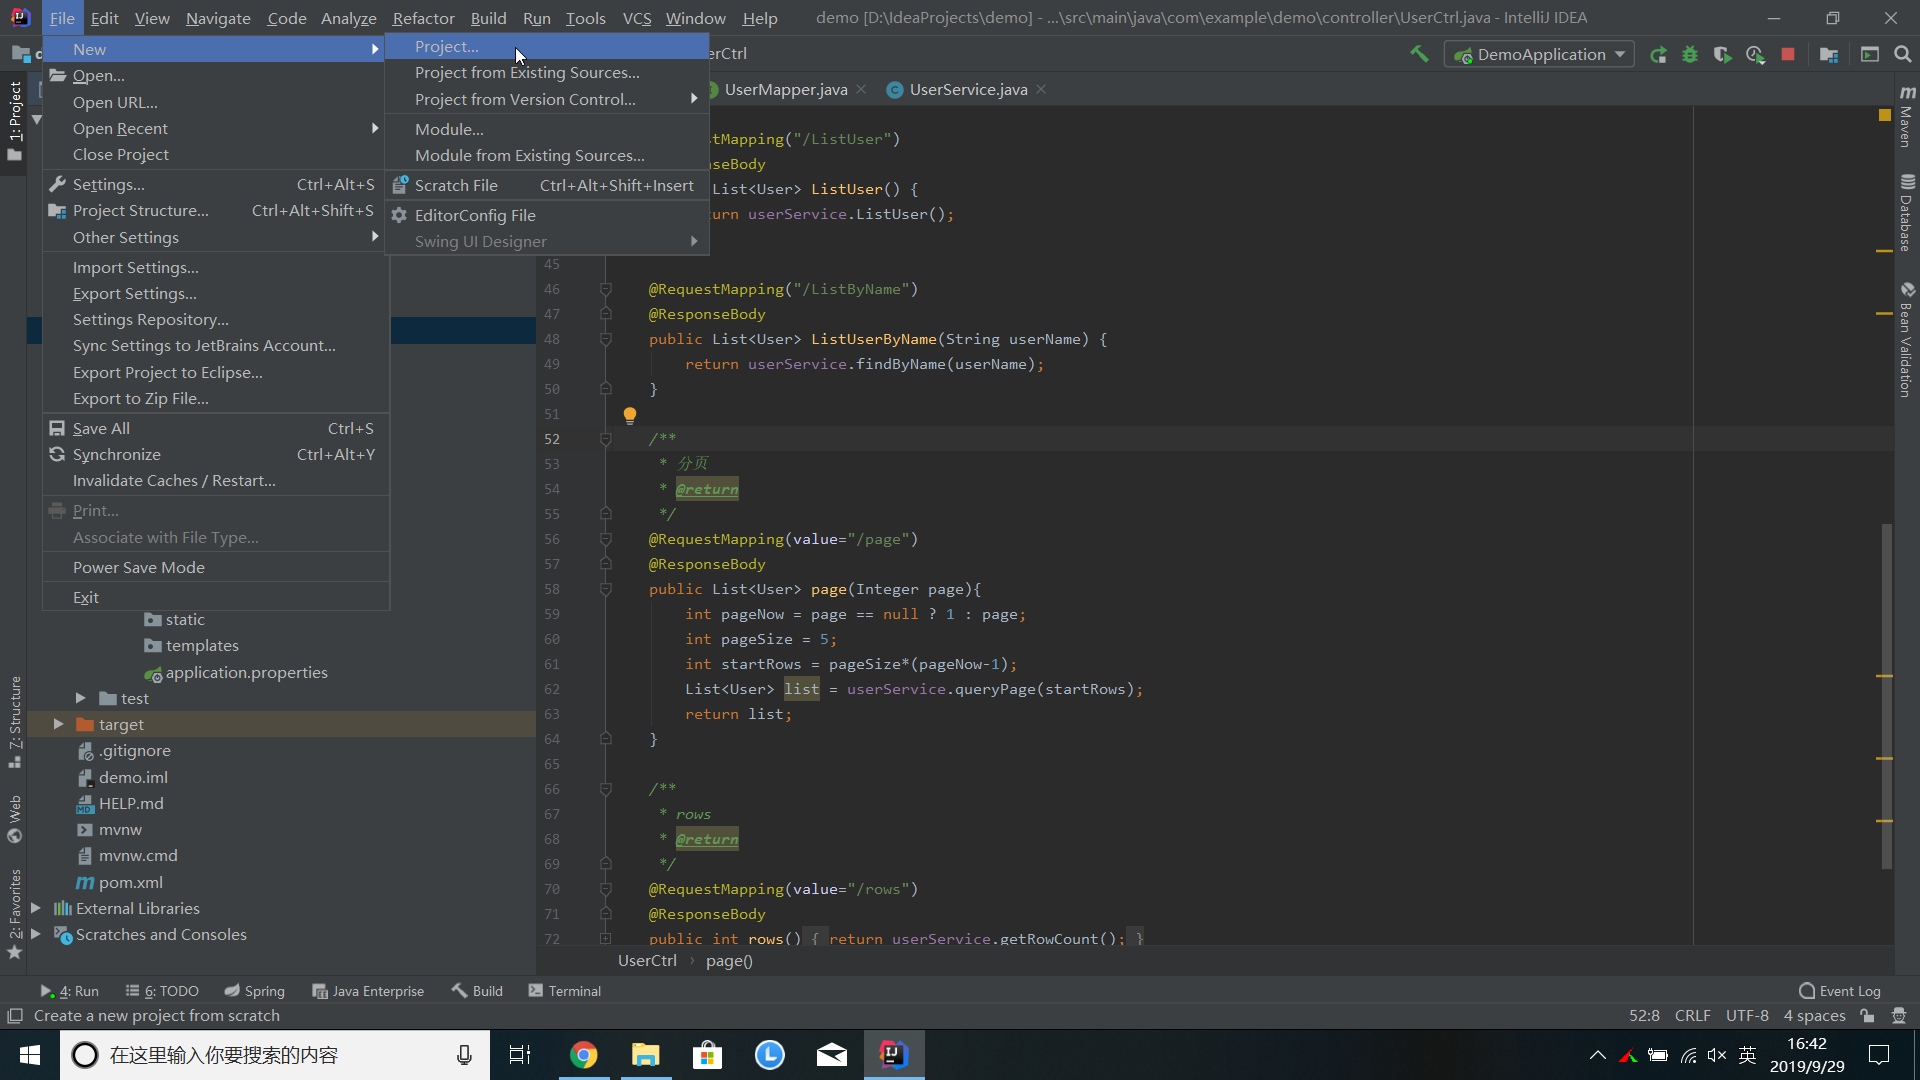 File Edit View Navigate Code Analyze Refactor Build Run Tools VCS Window Help demo [D:\IdeaProjects\demo] - ...\src\main\java\com\example\demo\controller\UserCtrl.java - IntelliJ IDEA
DemoApplication
UserMapper.java
UserService.java
New
Open...
Open URL...
Open Recent
Close Project
Settings... Ctrl+Alt+S
Project Structure... Ctrl+Alt+Shift+S
Other Settings
Import Settings...
Export Settings...
Settings Repository...
Sync Settings to JetBrains Account...
Export Project to Eclipse...
Export to Zip File...
Save All Ctrl+S
Synchronize Ctrl+Alt+Y
Invalidate Caches / Restart...
Print...
Associate with File Type...
Power Save Mode
Exit
Project...
Project from Existing Sources...
Project from Version Control...
Module...
Module from Existing Sources...
Scratch File Ctrl+Alt+Shift+Insert
EditorConfig File
Swing UI Designer
static
templates
application.properties
test
target
.gitignore
demo.iml
HELP.md
mvnw
mvnw.cmd
pom.xml
External Libraries
Scratches and Consoles
1: Project
7: Structure
Web
2: Favorites
estMapping("/ListUser")
seBody
List<User> ListUser() {
urn userService.ListUser();
45
46 @RequestMapping("/ListByName")
47 @ResponseBody
48 public List<User> ListUserByName(String userName) {
49 return userService.findByName(userName);
50 }
51
52 /**
53 * 分页
54 * @return
55 */
56 @RequestMapping(value="/page")
57 @ResponseBody
58 public List<User> page(Integer page){
59 int pageNow = page == null ? 1 : page;
60 int pageSize = 5;
61 int startRows = pageSize*(pageNow-1);
62 List<User> list = userService.queryPage(startRows);
63 return list;
64 }
65
66 /**
67 * rows
68 * @return
69 */
70 @RequestMapping(value="/rows")
71 @ResponseBody
72 public int rows() { return userService.getRowCount(); }
UserCtrl › page()
Maven
Database
Bean Validation
4: Run 6: TODO Spring Java Enterprise Build Terminal Event Log
Create a new project from scratch 52:8 CRLF UTF-8 4 spaces
在这里输入你要搜索的内容
英
16:42
2019/9/29